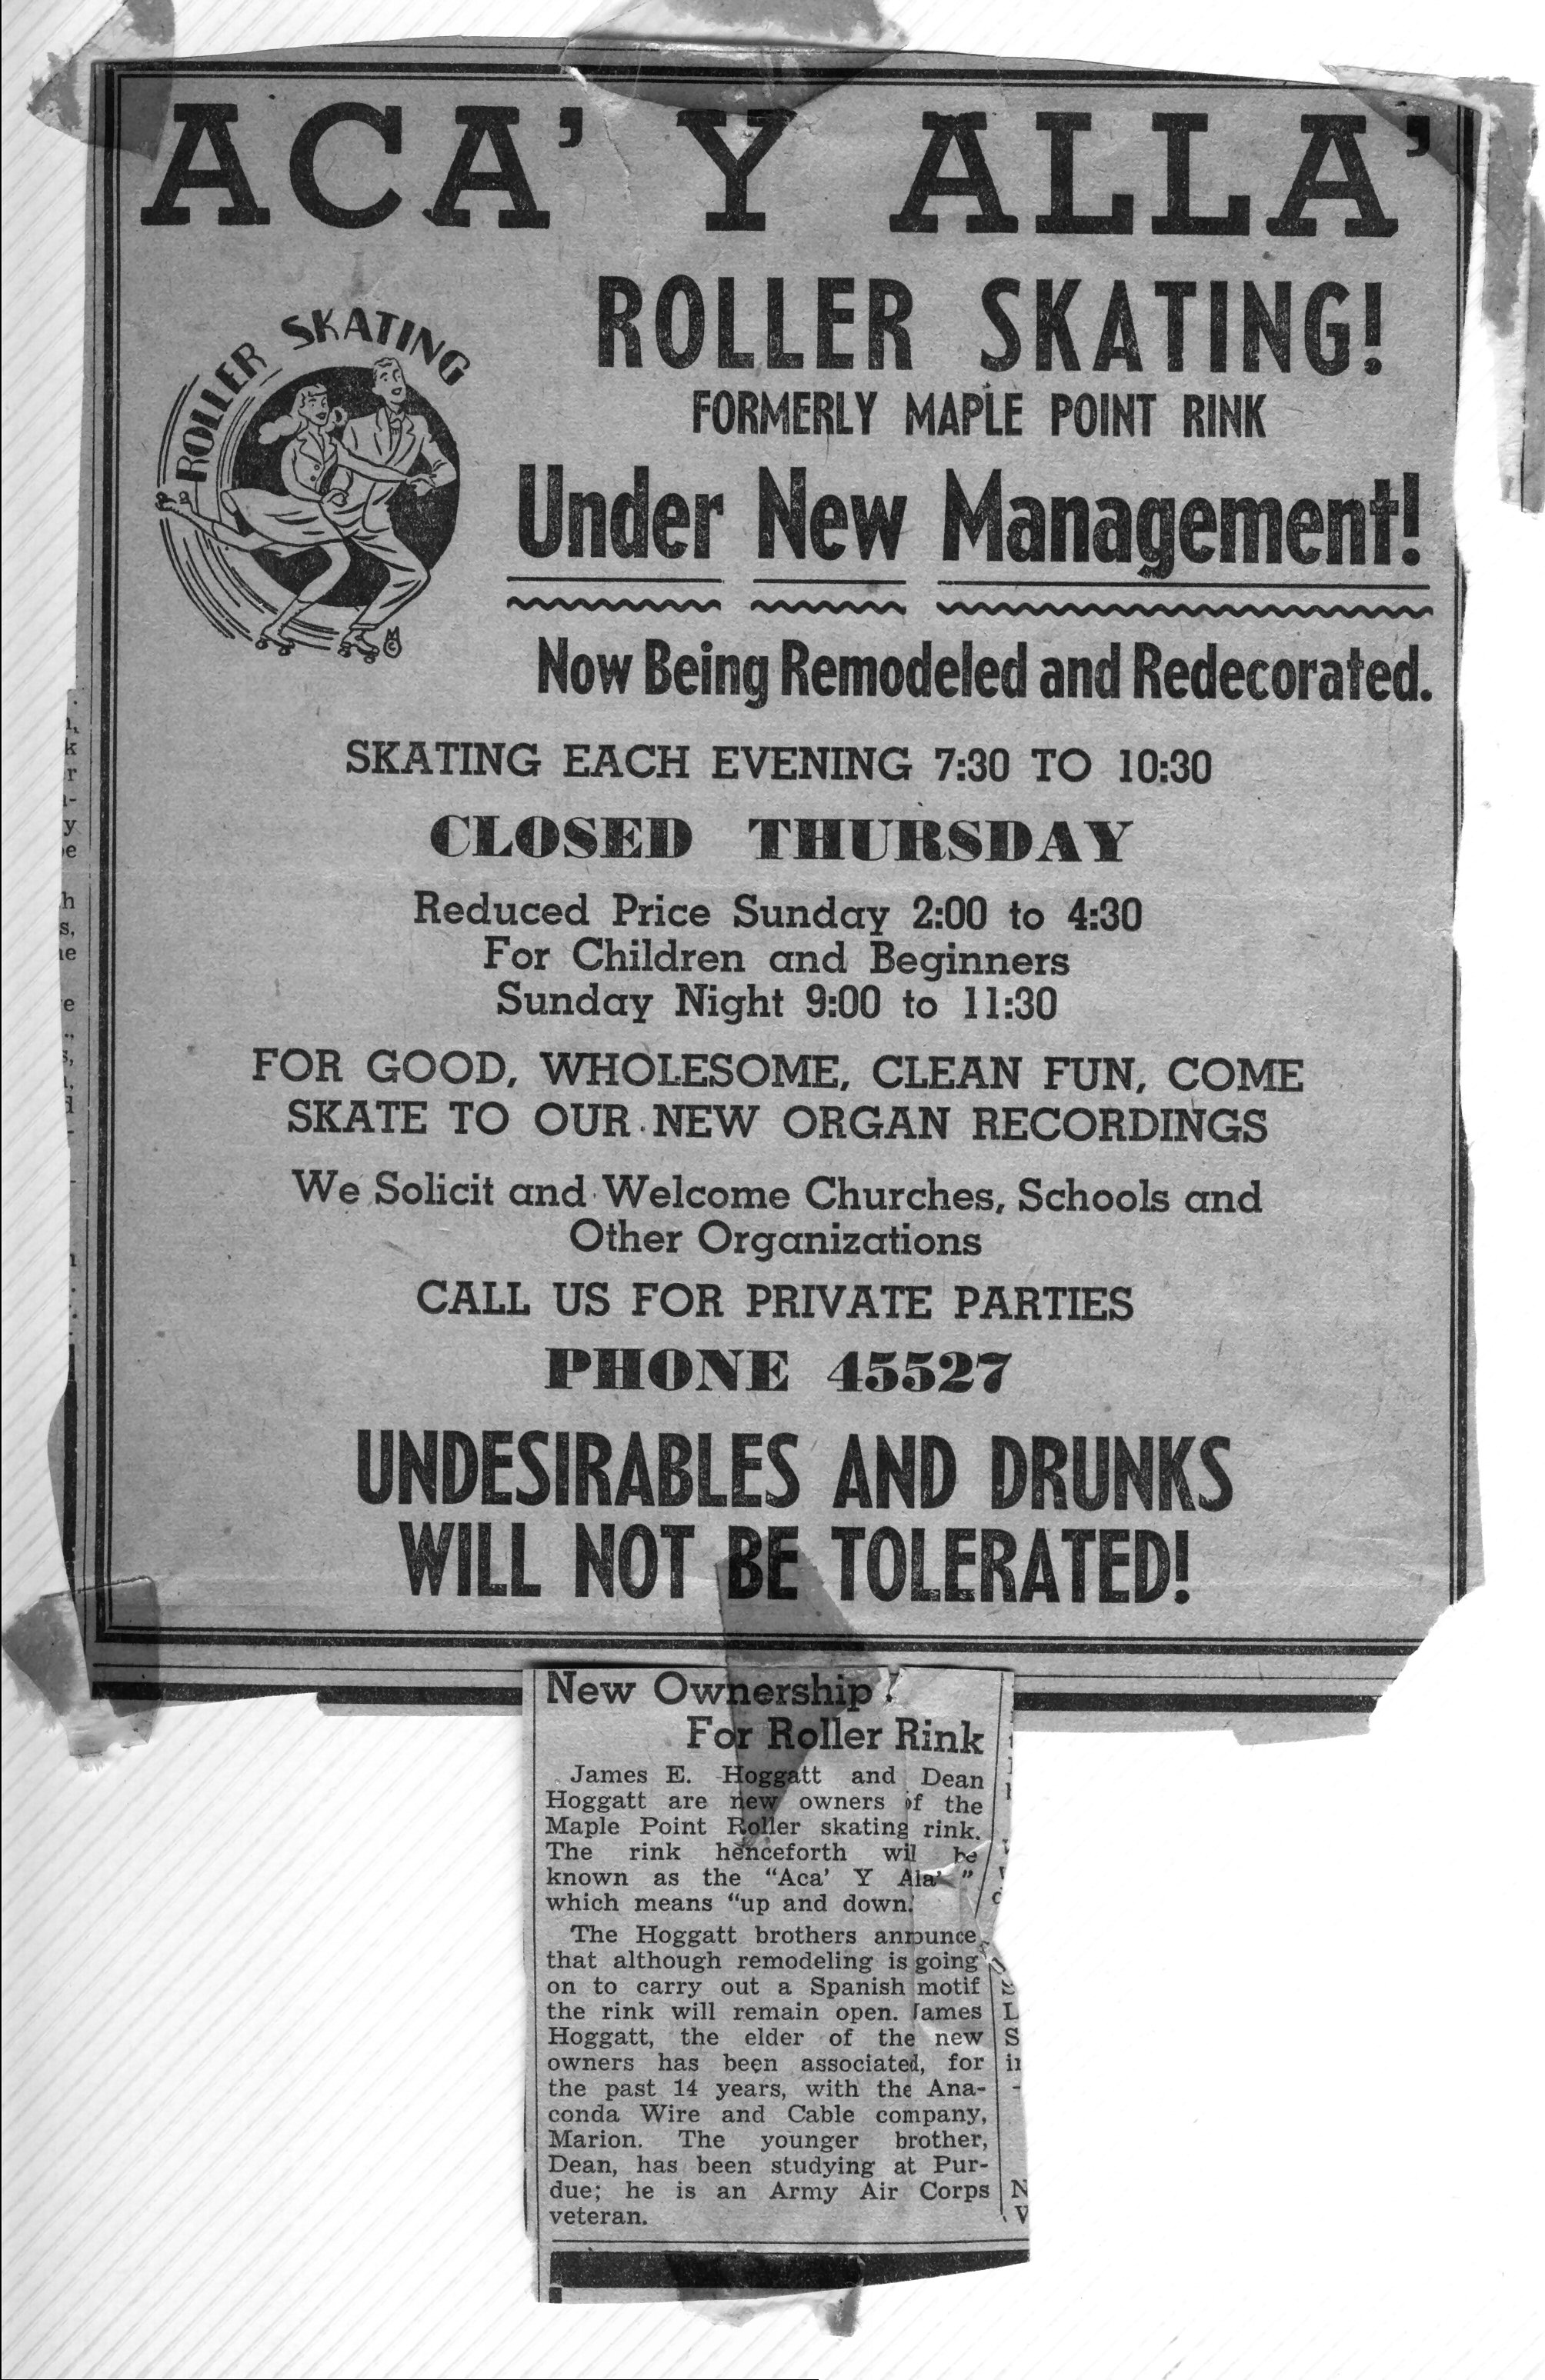 ACA' Y ALLA'
ROLLER SKATING
ROLLER SKATING!
FORMERLY MAPLE POINT RINK
Under New Management!
Now Being Remodeled and Redecorated.
SKATING EACH EVENING 7:30 TO 10:30
CLOSED THURSDAY
Reduced Price Sunday 2:00 to 4:30
For Children and Beginners
Sunday Night 9:00 to 11:30
FOR GOOD, WHOLESOME, CLEAN FUN, COME
SKATE TO OUR NEW ORGAN RECORDINGS
We Solicit and Welcome Churches, Schools and
Other Organizations
CALL US FOR PRIVATE PARTIES
PHONE 45527
UNDESIRABLES AND DRUNKS
WILL NOT BE TOLERATED!
New Ownership
For Roller Rink
James E. Hoggatt and Dean
Hoggatt are new owners of the
Maple Point Roller skating rink.
The rink henceforth wil be
known as the "Aca' Y Ala' "
which means "up and down.
The Hoggatt brothers announce
that although remodeling is going
on to carry out a Spanish motif
the rink will remain open. James
Hoggatt, the elder of the new
owners has been associated, for
the past 14 years, with the Ana-
conda Wire and Cable company,
Marion. The younger brother,
Dean, has been studying at Pur-
due; he is an Army Air Corps
veteran.